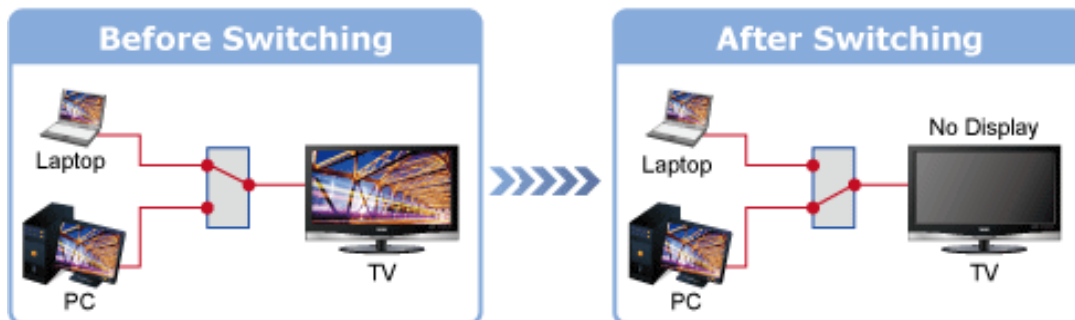 Before Switching
Laptop
PC
TV
After Switching
Laptop
PC
No Display
TV